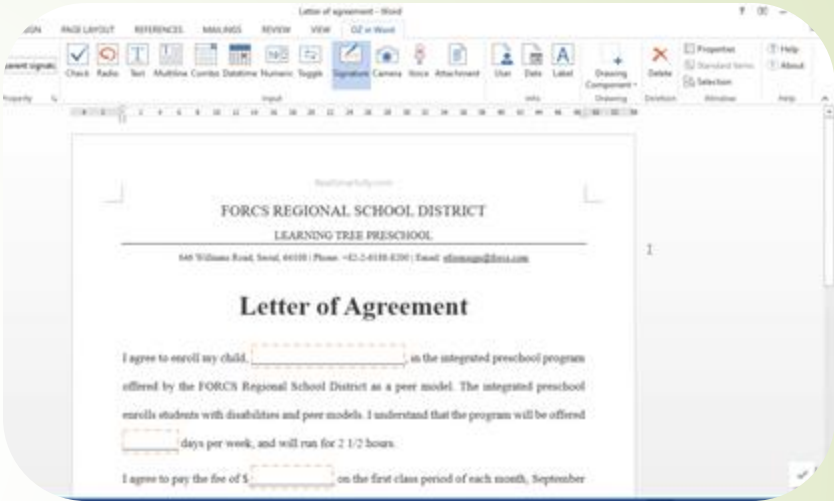 Letter of agreement - Word
PAGE LAYOUT REFERENCES MAILINGS REVIEW VIEW OZ in Word
Check Radio Text Multiline Combo Datetime Numeric Toggle Signature Camera Voice Attachment User Date Label Drawing Component Delete
Properties
Standard Items
Selection
Help
About
Input Info Drawing Deletion Window Help
FORCS REGIONAL SCHOOL DISTRICT
LEARNING TREE PRESCHOOL
Letter of Agreement
I agree to enroll my child, in the integrated preschool program
offered by the FORCS Regional School District as a peer model. The integrated preschool
enrolls students with disabilities and peer models. I understand that the program will be offered
days per week, and will run for 2 1/2 hours.
I agree to pay the fee of $ on the first class period of each month, September